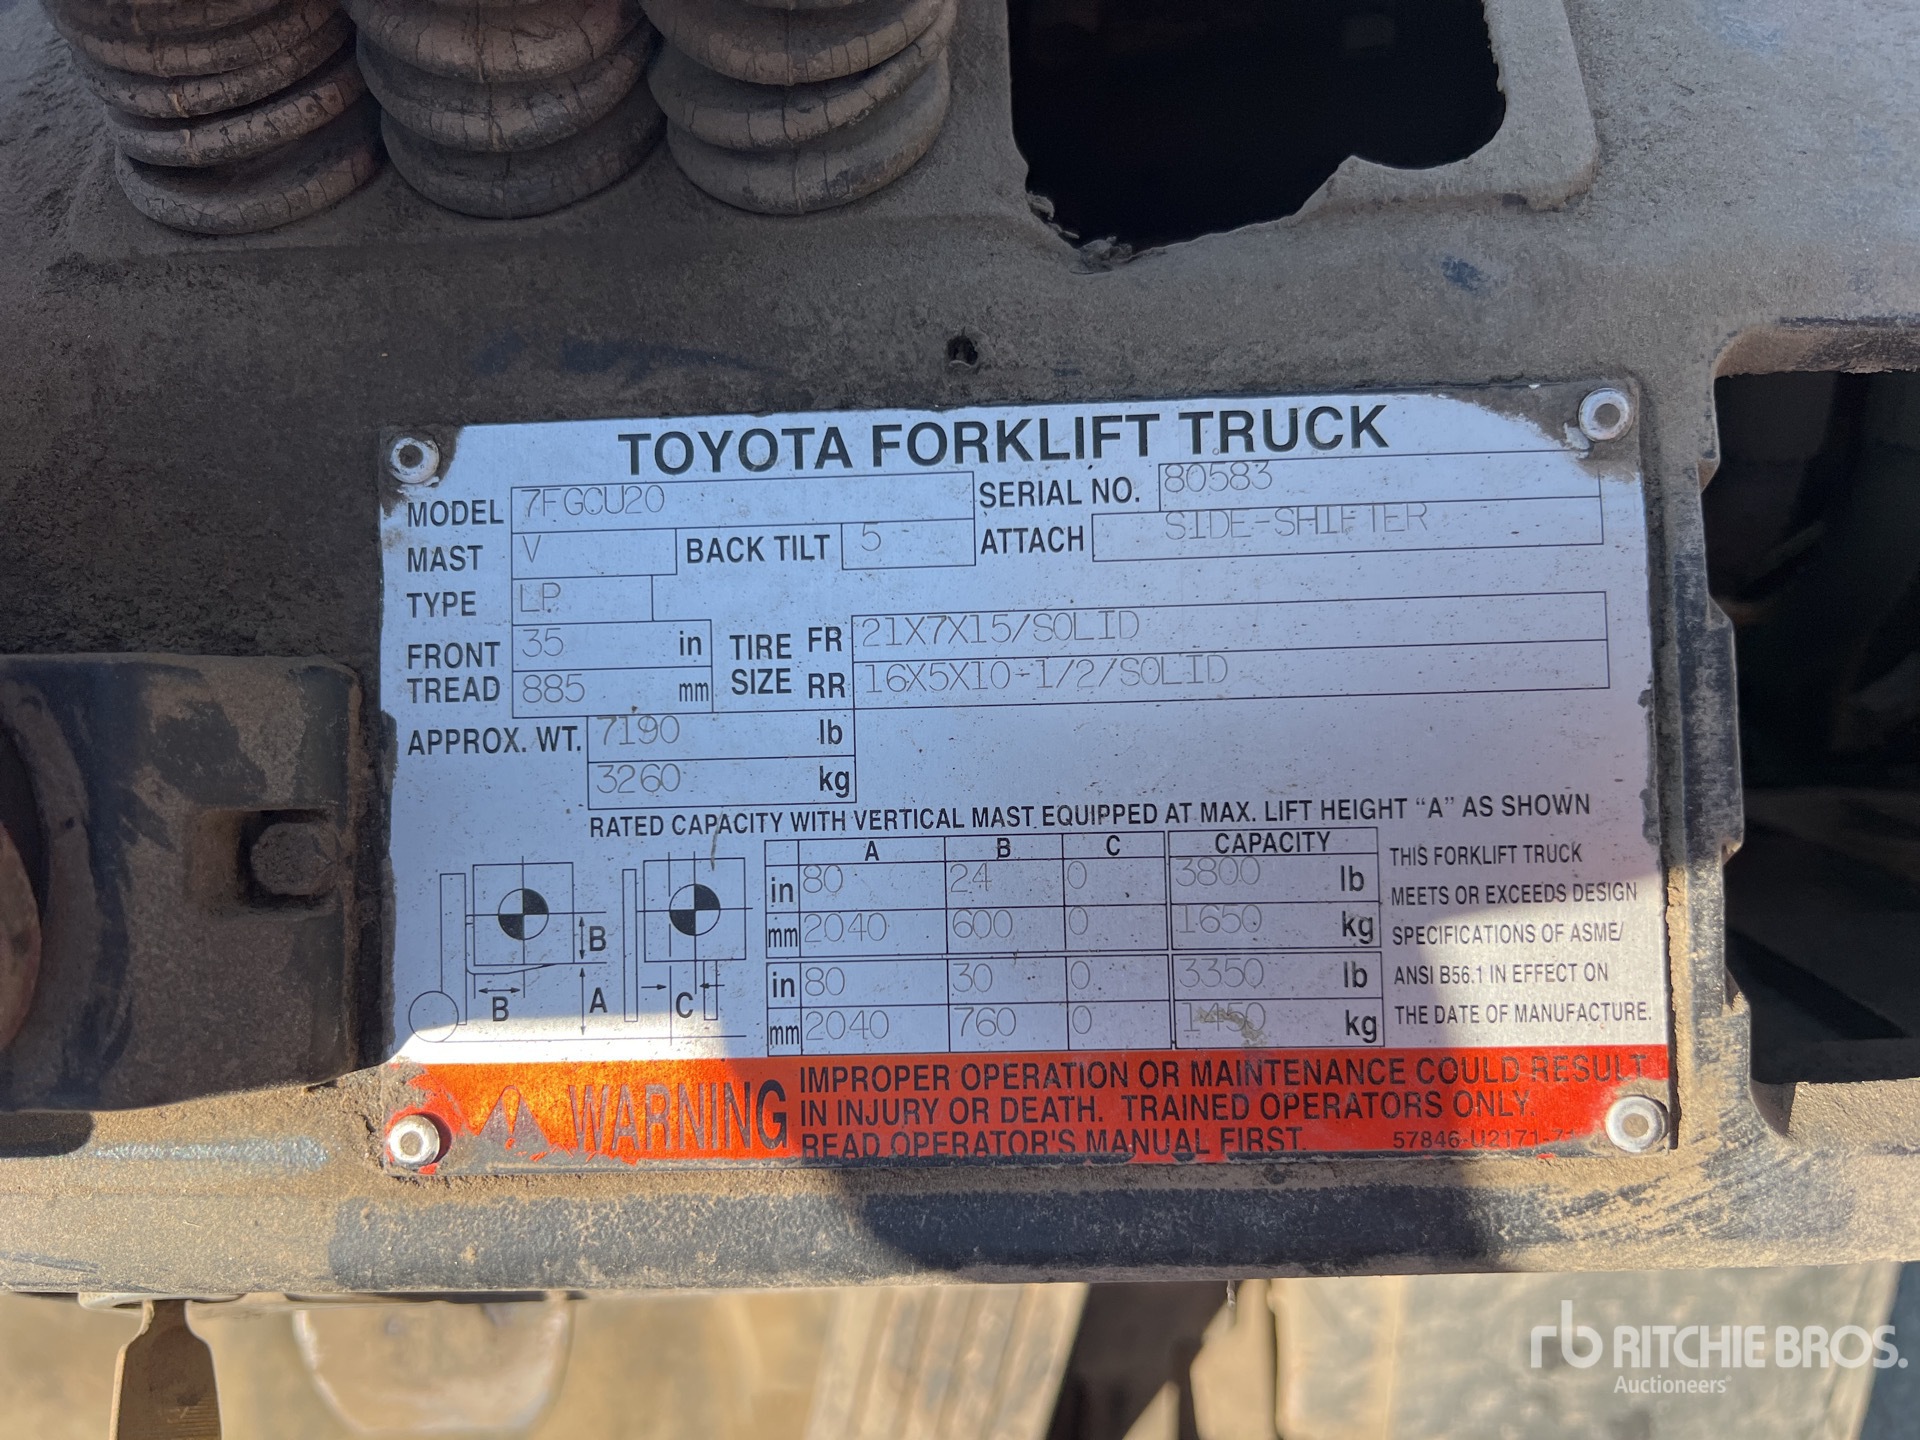 TOYOTA FORKLIFT TRUCK
MODEL 7FGCU20 SERIAL NO. 80583
MAST V BACK TILT 5 ATTACH SIDE-SHIFTER
TYPE LP
FRONT TREAD 35 in TIRE SIZE FR 21X7X15/SOLID
885 mm RR 16X5X10-1/2/SOLID
APPROX. WT. 7190 lb
3260 kg
RATED CAPACITY WITH VERTICAL MAST EQUIPPED AT MAX. LIFT HEIGHT "A" AS SHOWN
A B C CAPACITY
in 80 24 0 3800 lb
mm 2040 600 0 1650 kg
in 80 30 0 3350 lb
mm 2040 760 0 1450 kg
B
B A C
THIS FORKLIFT TRUCK
MEETS OR EXCEEDS DESIGN
SPECIFICATIONS OF ASME/
ANSI B56.1 IN EFFECT ON
THE DATE OF MANUFACTURE.
WARNING
IMPROPER OPERATION OR MAINTENANCE COULD RESULT
IN INJURY OR DEATH. TRAINED OPERATORS ONLY.
READ OPERATOR'S MANUAL FIRST.
rb RITCHIE BROS.
Auctioneers